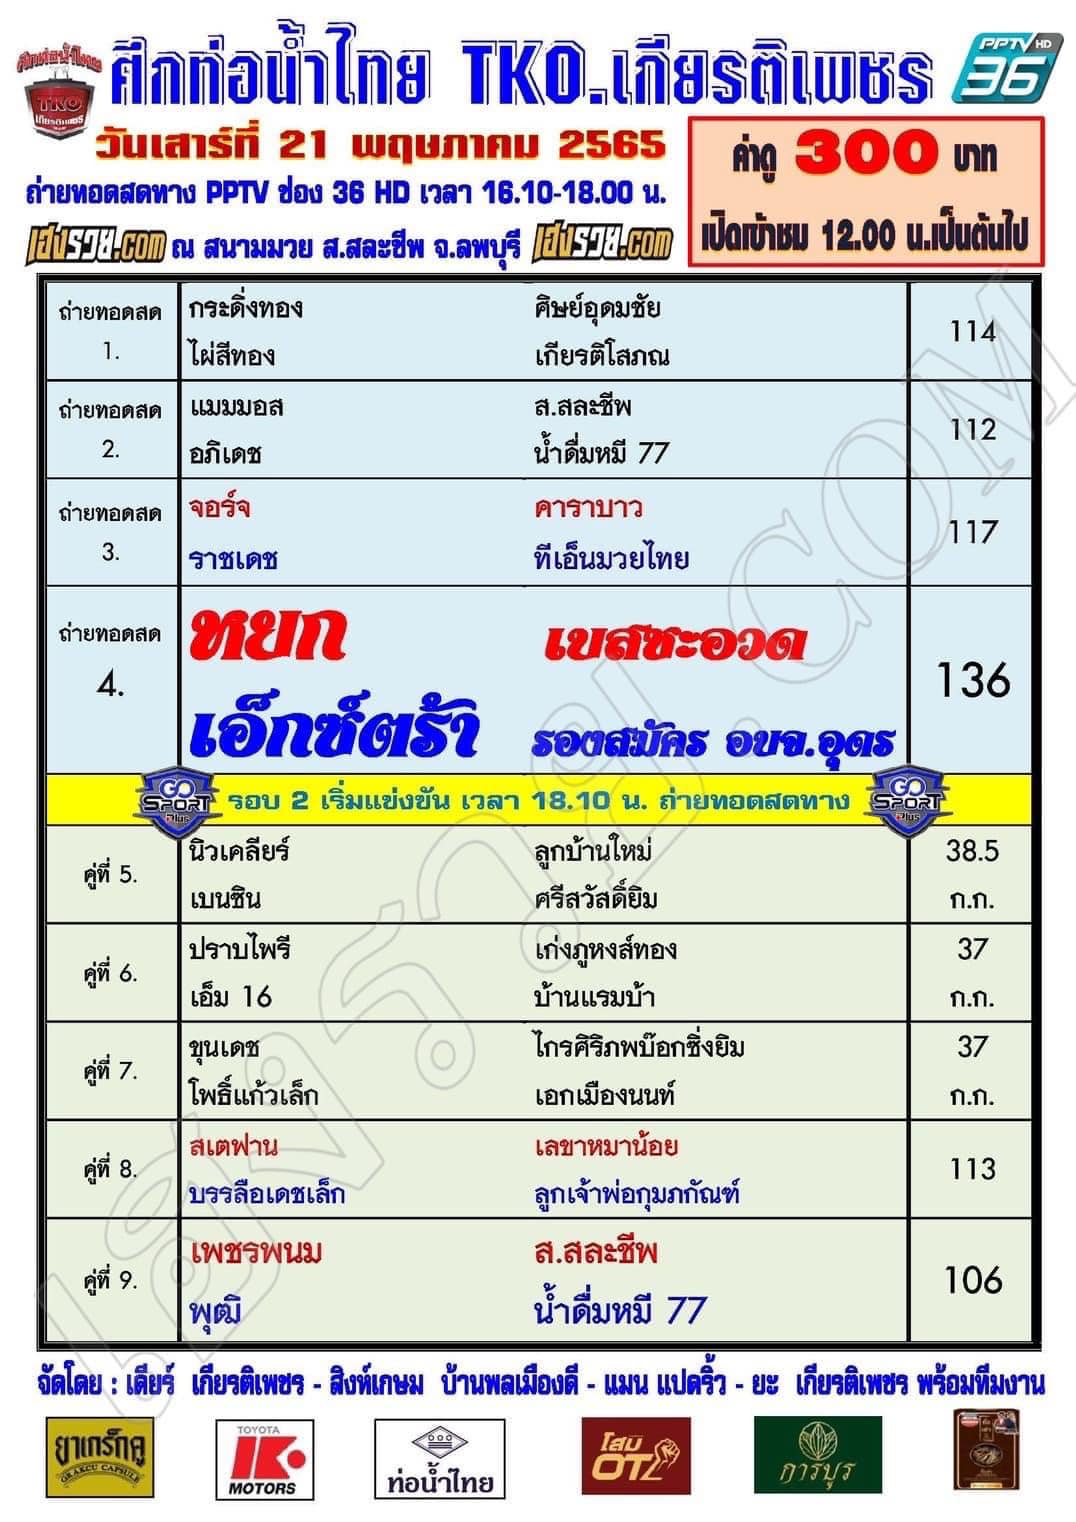 ศึกท่อน้ำไทย TKO.เกียรติเพชร
TKO
เกียรติเพชร
PPTV HD
36
วันเสาร์ที่ 21 พฤษภาคม 2565
ค่าดู 300 บาท
ถ่ายทอดสดทาง PPTV ช่อง 36 HD เวลา 16.10-18.00 น.
เปิดเข้าชม 12.00 น.เป็นต้นไป
เฮงรวย.com ณ สนามมวย ส.สละชีพ จ.ลพบุรี เฮงรวย.com
ถ่ายทอดสด 1.
กระดิ่งทอง ศิษย์อุดมชัย
114
ไผ่สีทอง เกียรติโสภณ
ถ่ายทอดสด 2.
แมมมอส ส.สละชีพ
112
อภิเดช น้ำดื่มหมี 77
ถ่ายทอดสด 3.
จอร์จ คาราบาว
117
ราชเดช ทีเอ็นมวยไทย
ถ่ายทอดสด 4.
หยก เบสซะอวด
136
เอ็กซ์ตร้า รองสมัคร อบจ.อุดร
GO SPORT Plus รอบ 2 เริ่มแข่งขัน เวลา 18.10 น. ถ่ายทอดสดทาง GO SPORT Plus
คู่ที่ 5.
นิวเคลียร์ ลูกบ้านใหม่ 38.5
เบนซิน ศรีสวัสดิ์ยิม ก.ก.
คู่ที่ 6.
ปราบไพรี เก่งภูหงส์ทอง 37
เอ็ม 16 บ้านแรมบ้า ก.ก.
คู่ที่ 7.
ขุนเดช ไกรศิริภพบ๊อกซิ่งยิม 37
โพธิ์แก้วเล็ก เอกเมืองนนท์ ก.ก.
คู่ที่ 8.
สเตฟาน เลขาหมาน้อย
113
บรรลือเดชเล็ก ลูกเจ้าพ่อกุมภกัณฑ์
คู่ที่ 9.
เพชรพนม ส.สละชีพ
106
พุฒิ น้ำดื่มหมี 77
เฮงรวย.COM
จัดโดย : เดียร์ เกียรติเพชร - สิงห์เกษม บ้านพลเมืองดี - แมน แปดริ้ว - ยะ เกียรติเพชร พร้อมทีมงาน
ยาเกร็กคู
GRAKCU CAPSULE
TOYOTA
K
MOTORS
ท่อน้ำไทย
โสม
OTL
การบูร